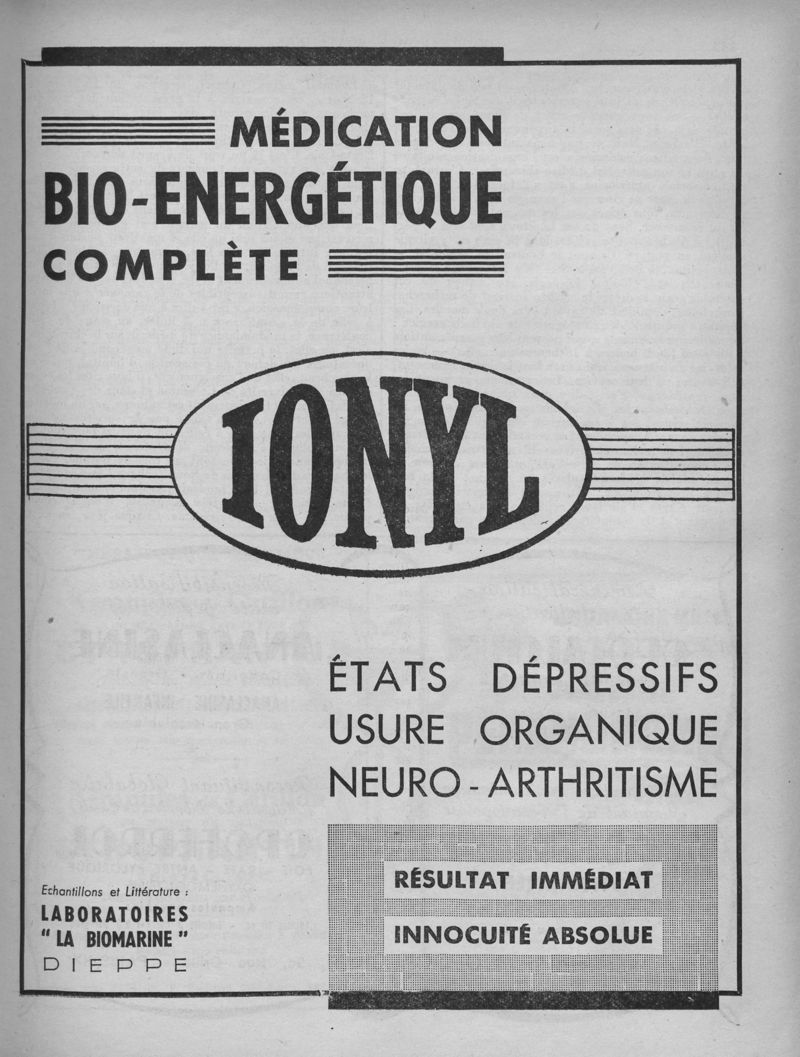 MÉDICATION
BIO-ENERGÉTIQUE
COMPLÈTE
IONYL
ÉTATS DÉPRESSIFS
USURE ORGANIQUE
NEURO-ARTHRITISME
RÉSULTAT IMMÉDIAT
INNOCUITÉ ABSOLUE
Echantillons et Littérature :
LABORATOIRES
" LA BIOMARINE "
DIEPPE